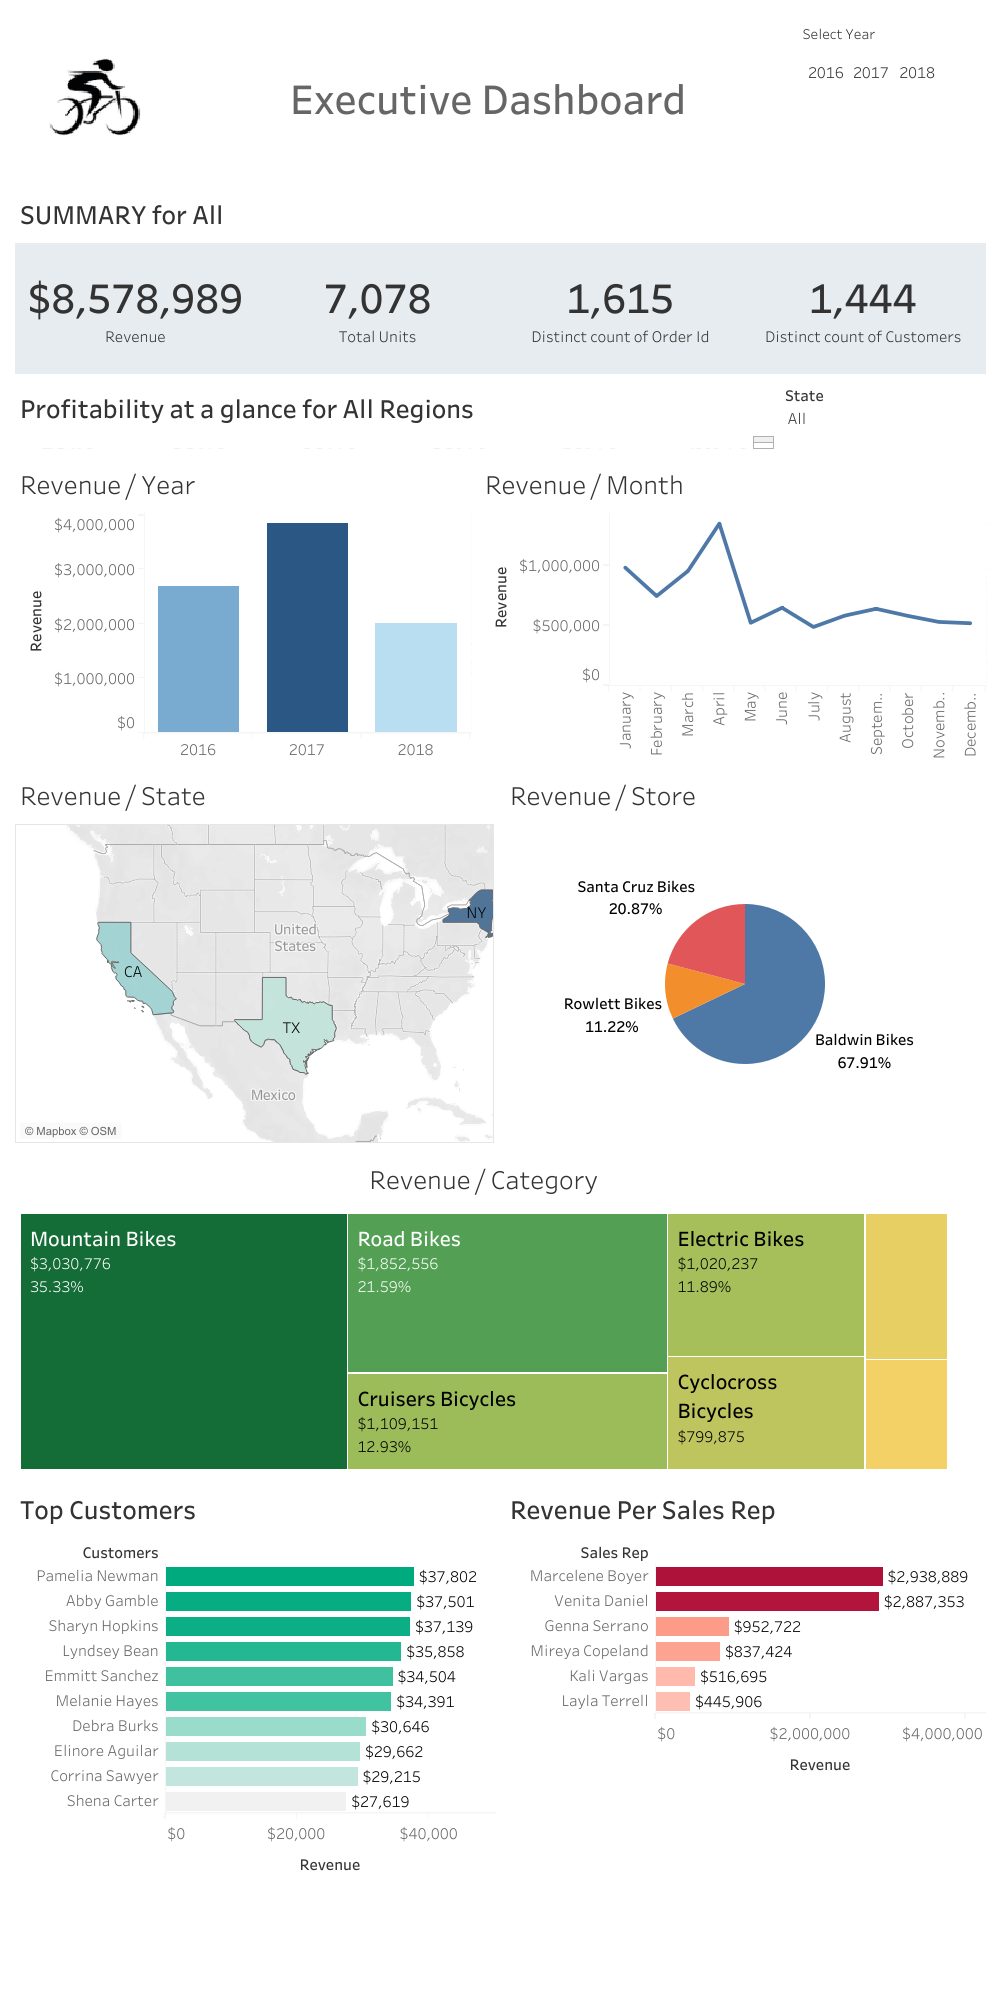 Select Year
2016 2017 2018
Executive Dashboard
SUMMARY for All
$8,578,989
Revenue
7,078
Total Units
1,615
Distinct count of Order Id
1,444
Distinct count of Customers
Profitability at a glance for All Regions
State
All
Revenue / Year
$4,000,000
$3,000,000
$2,000,000
$1,000,000
$0
Revenue
2016 2017 2018
Revenue / Month
$1,000,000
$500,000
$0
Revenue
January
February
March
April
May
June
July
August
Septem..
October
Novemb..
Decemb..
Revenue / State
NY
United
States
CA
TX
Mexico
© Mapbox © OSM
Revenue / Store
Santa Cruz Bikes
20.87%
Rowlett Bikes
11.22%
Baldwin Bikes
67.91%
Revenue / Category
Mountain Bikes
$3,030,776
35.33%
Road Bikes
$1,852,556
21.59%
Cruisers Bicycles
$1,109,151
12.93%
Electric Bikes
$1,020,237
11.89%
Cyclocross
Bicycles
$799,875
Top Customers
Customers
Pamelia Newman $37,802
Abby Gamble $37,501
Sharyn Hopkins $37,139
Lyndsey Bean $35,858
Emmitt Sanchez $34,504
Melanie Hayes $34,391
Debra Burks $30,646
Elinore Aguilar $29,662
Corrina Sawyer $29,215
Shena Carter $27,619
$0 $20,000 $40,000
Revenue
Revenue Per Sales Rep
Sales Rep
Marcelene Boyer $2,938,889
Venita Daniel $2,887,353
Genna Serrano $952,722
Mireya Copeland $837,424
Kali Vargas $516,695
Layla Terrell $445,906
$0 $2,000,000 $4,000,000
Revenue